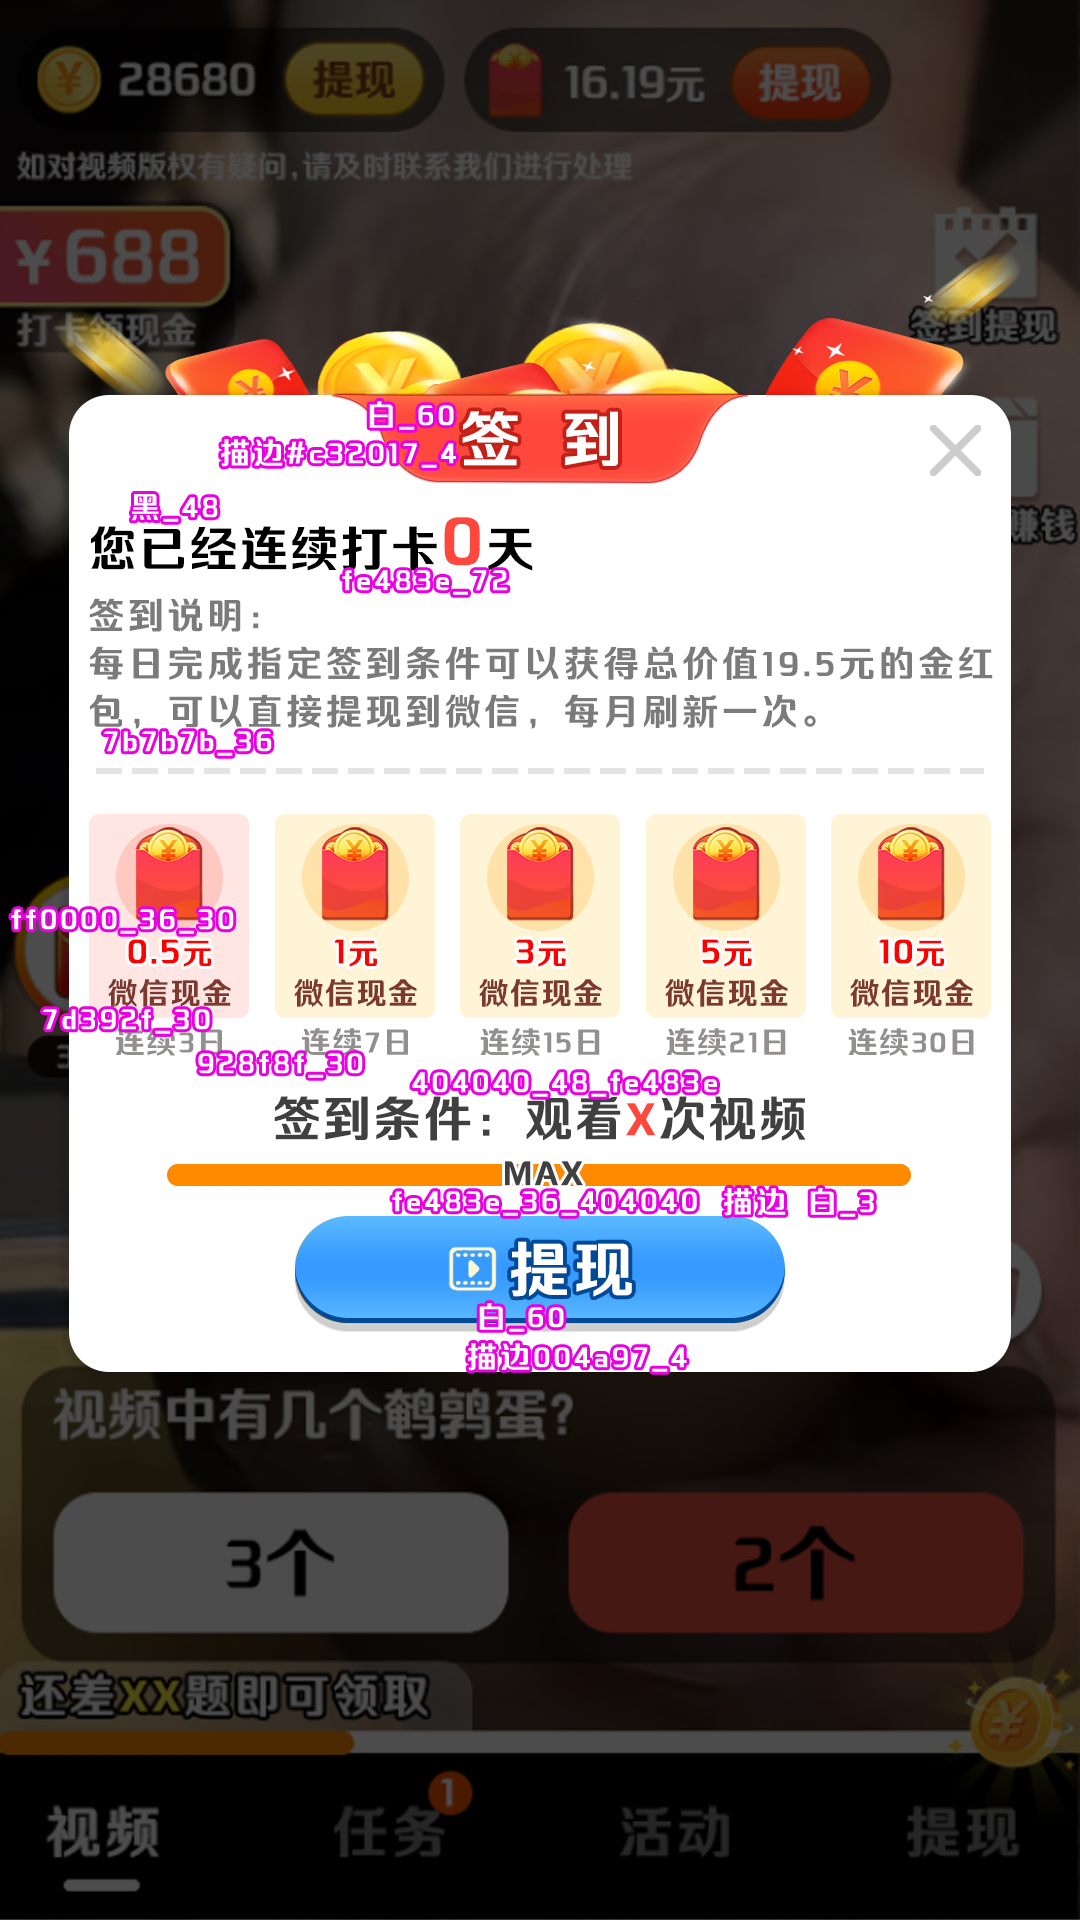 28680 提现 16.19元 提现
如对视频版权有疑问,请及时联系我们进行处理
¥688
打卡领现金
签到提现
白_60
签 到
描边#c32017_4
黑_48
赚钱
您已经连续打卡0天
fe483e_72
签到说明：
每日完成指定签到条件可以获得总价值19.5元的金红
包，可以直接提现到微信，每月刷新一次。
7b7b7b_36
ff0000_36_30
0.5元 1元 3元 5元 10元
微信现金 微信现金 微信现金 微信现金 微信现金
7d392f_30
连续3日 连续7日 连续15日 连续21日 连续30日
928f8f_30
404040_48_fe483e
签到条件：观看X次视频
MAX
fe483e_36_404040 描边 白_3
提现
白_60
描边004a97_4
视频中有几个鹌鹑蛋?
3个 2个
还差XX题即可领取
1
视频 任务 活动 提现